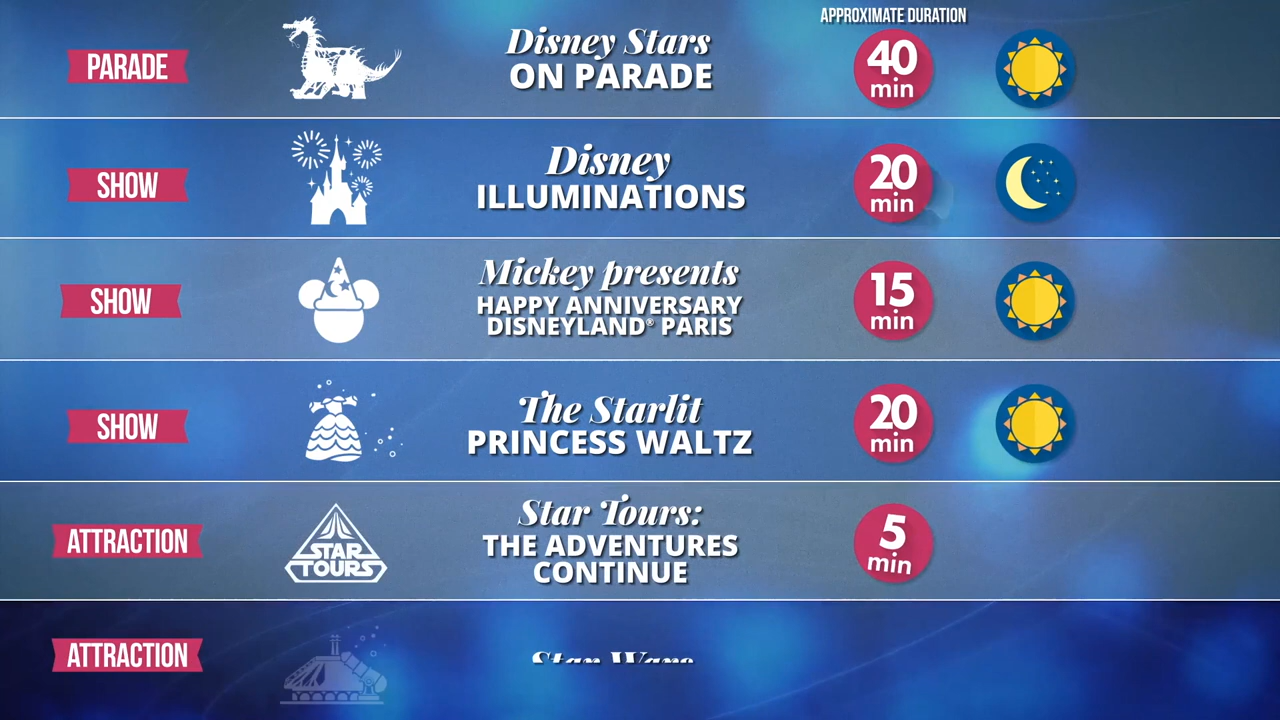 APPROXIMATE DURATION
PARADE
Disney Stars
ON PARADE
40
min
SHOW
Disney
ILLUMINATIONS
20
min
SHOW
Mickey presents
HAPPY ANNIVERSARY
DISNEYLAND® PARIS
15
min
SHOW
The Starlit
PRINCESS WALTZ
20
min
ATTRACTION
STAR
TOURS
Star Tours:
THE ADVENTURES
CONTINUE
5
min
ATTRACTION
Star Wars